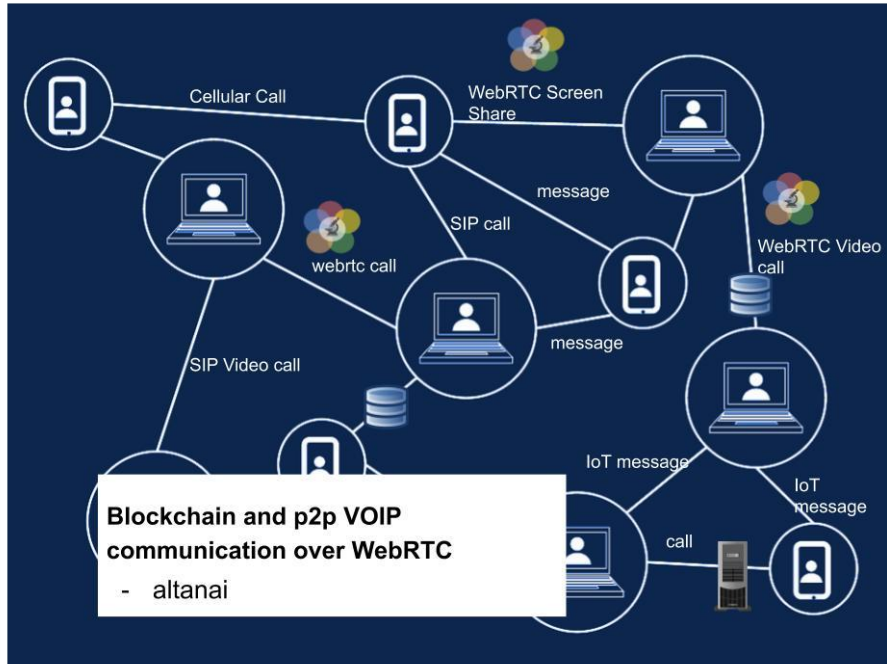 Cellular Call
WebRTC Screen
Share
message
SIP call
webrtc call
WebRTC Video
call
message
SIP Video call
IoT message
IoT
message
call
Blockchain and p2p VOIP
communication over WebRTC
- altanai